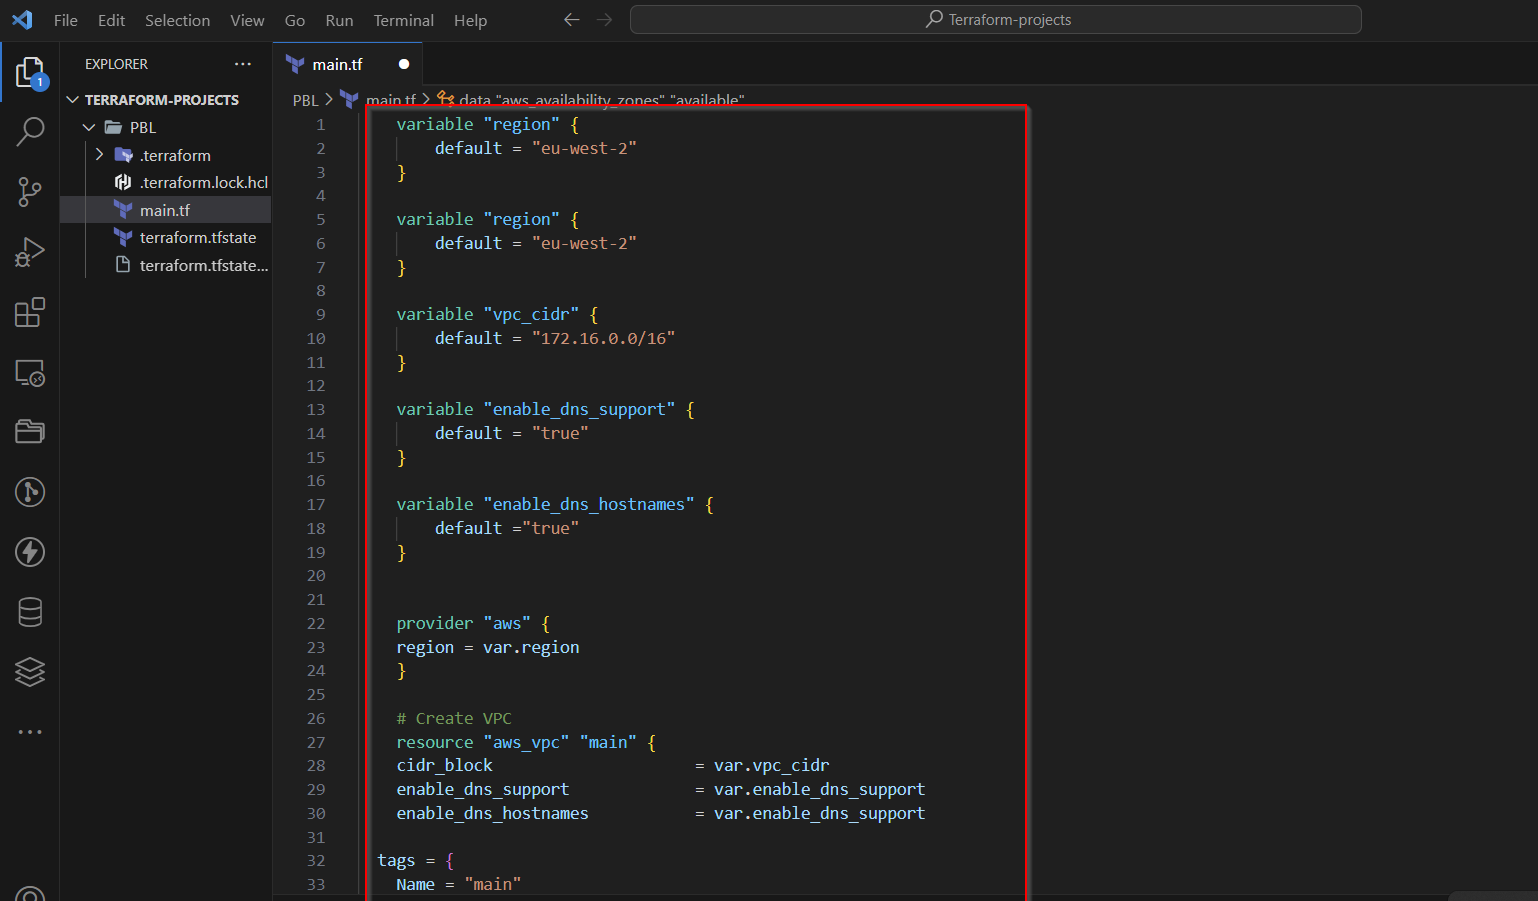 File Edit Selection View Go Run Terminal Help
Terraform-projects
EXPLORER
main.tf
TERRAFORM-PROJECTS
PBL
.terraform
.terraform.lock.hcl
main.tf
terraform.tfstate
terraform.tfstate...
1
PBL > main.tf > data "aws_availability_zones" "available"
1 variable "region" {
2 default = "eu-west-2"
3 }
4
5 variable "region" {
6 default = "eu-west-2"
7 }
8
9 variable "vpc_cidr" {
10 default = "172.16.0.0/16"
11 }
12
13 variable "enable_dns_support" {
14 default = "true"
15 }
16
17 variable "enable_dns_hostnames" {
18 default ="true"
19 }
20
21
22 provider "aws" {
23 region = var.region
24 }
25
26 # Create VPC
27 resource "aws_vpc" "main" {
28 cidr_block = var.vpc_cidr
29 enable_dns_support = var.enable_dns_support
30 enable_dns_hostnames = var.enable_dns_support
31
32 tags = {
33 Name = "main"